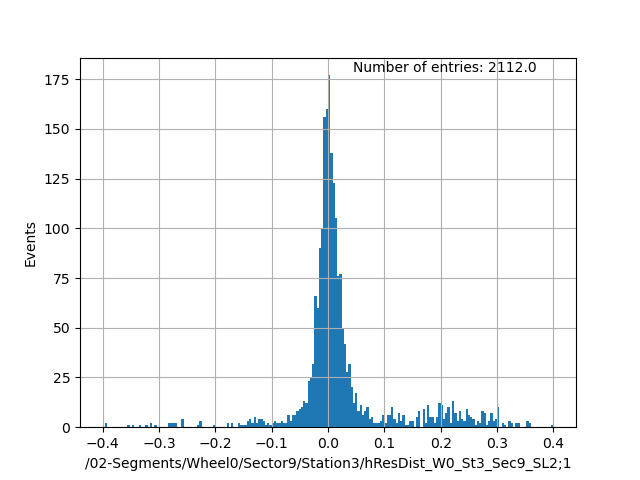 Number of entries: 2112.0
175
150
125
100
75
50
25
0
Events
−0.4 −0.3 −0.2 −0.1 0.0 0.1 0.2 0.3 0.4
/02-Segments/Wheel0/Sector9/Station3/hResDist_W0_St3_Sec9_SL2;1